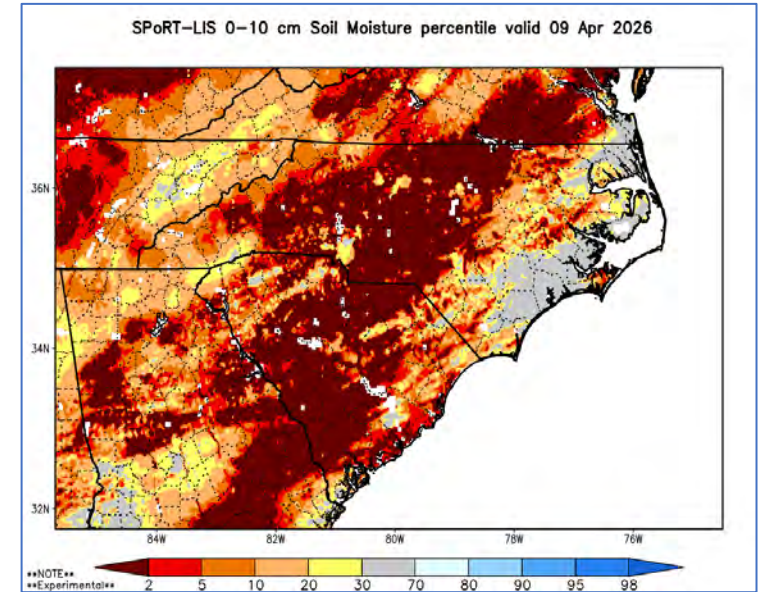 SPoRT-LIS 0-10 cm Soil Moisture percentile valid 09 Apr 2026
36N
34N
32N
84W 82W 80W 78W 76W
**NOTE**
**Experimental** 2 5 10 20 30 70 80 90 95 98